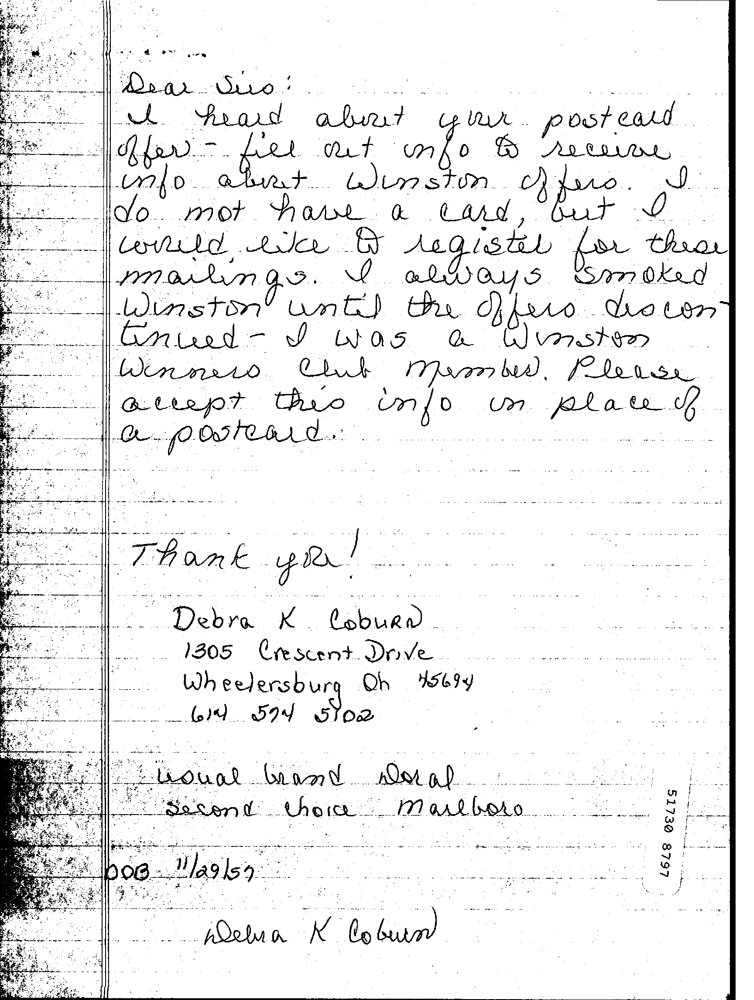 Dear Sirs:
I heard about your postcard
offer - fill out info to receive
info about Winston offers. I
do not have a card, but I
would like to register for these
mailings. I always smoked
Winston until the offers discon-
tinued - I was a Winston
Winners Club Member. Please
accept this info in place of
a postcard.
Thank you!
Debra K Coburn
1305 Crescent Drive
Wheelersburg Oh 45694
614 574 5102
usual brand Doral
second choice Marlboro
DOB 11/29/57
Debra K Coburn
51730 8797